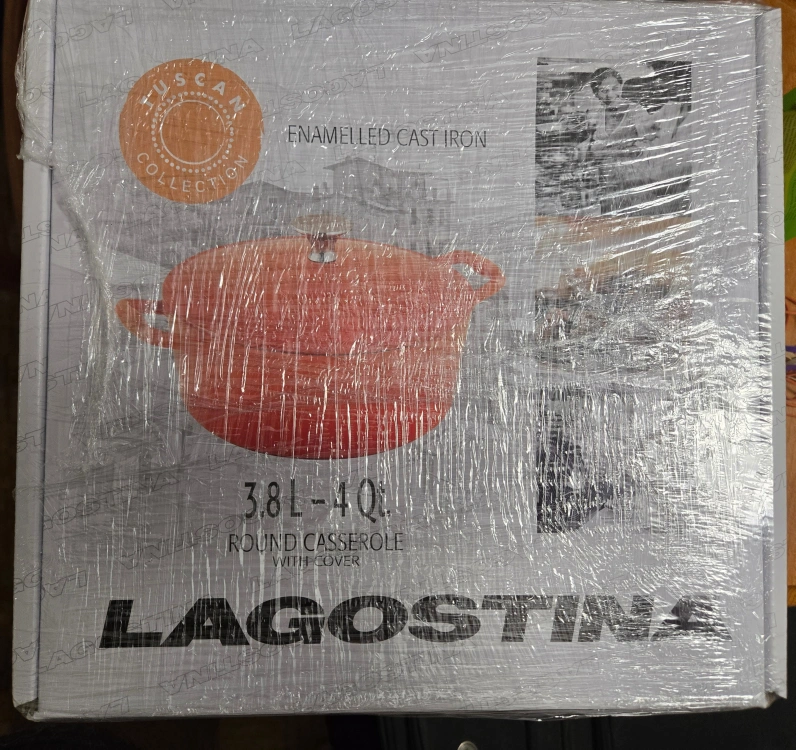 TUSCAN
COLLECTION
ENAMELLED CAST IRON
3.8 L – 4 Qt.
ROUND CASSEROLE
WITH COVER
LAGOSTINA